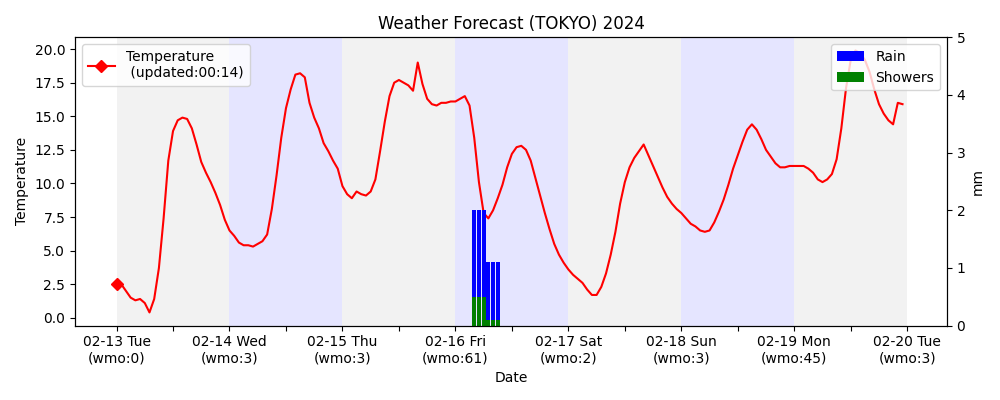 Weather Forecast (TOKYO) 2024
Temperature
(updated:00:14)
Rain
Showers
Temperature
20.0
17.5
15.0
12.5
10.0
7.5
5.0
2.5
0.0
5
4
3
2
1
0
mm
02-13 Tue
(wmo:0)
02-14 Wed
(wmo:3)
02-15 Thu
(wmo:3)
02-16 Fri
(wmo:61)
02-17 Sat
(wmo:2)
02-18 Sun
(wmo:3)
02-19 Mon
(wmo:45)
02-20 Tue
(wmo:3)
Date